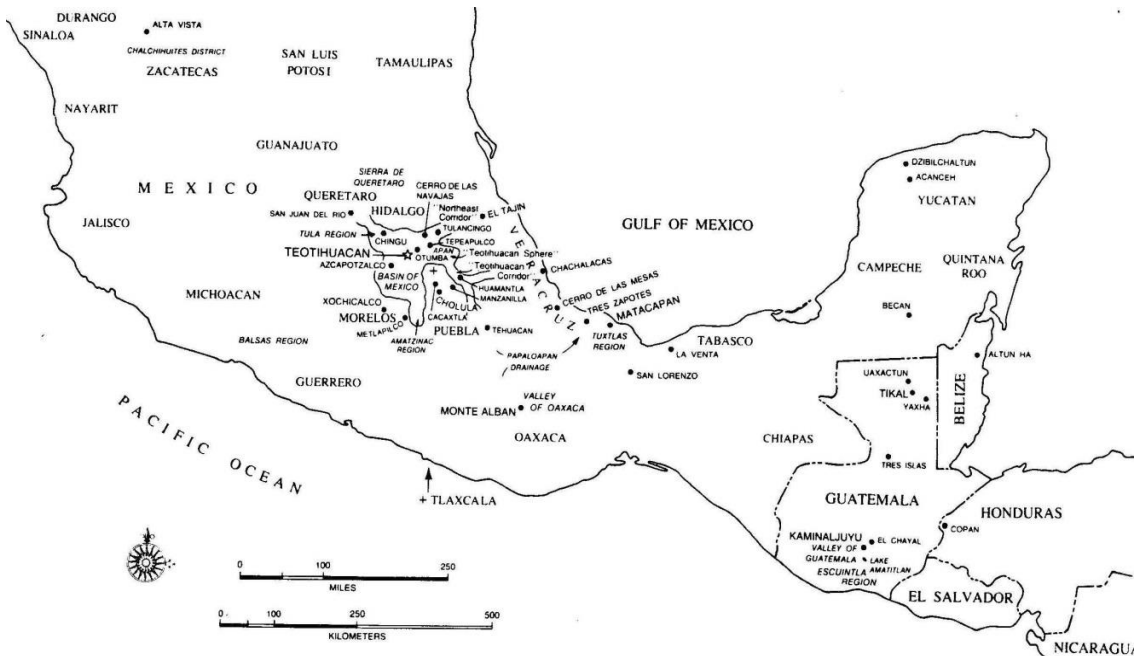 DURANGO
SINALOA
ALTA VISTA
CHALCHIHUITES DISTRICT
ZACATECAS
SAN LUIS
POTOSI
TAMAULIPAS
NAYARIT
GUANAJUATO
MEXICO
JALISCO
SIERRA DE
QUERETARO
QUERETARO
CERRO DE LAS
NAVAJAS
SAN JUAN DEL RIO
HIDALGO
"Northeast
Corridor"
EL TAJIN
TULA REGION
CHINGU
TULANCINGO
TEPEAPULCO
TEOTIHUACAN
OTUMBA
APAN
"Teotihuacan Sphere"
AZCAPOTZALCO
BASIN OF
MEXICO
"Teotihuacan
Corridor"
HUAMANTLA
MANZANILLA
MICHOACAN
XOCHICALCO
MORELOS
METLAPILCO
CHOLULA
CACAXTLA
PUEBLA
AMATZINAC
REGION
TEHUACAN
BALSAS REGION
GUERRERO
VERACRUZ
GULF OF MEXICO
CHACHALACAS
CERRO DE LAS MESAS
TRES ZAPOTES
MATACAPAN
TUXTLAS
REGION
PAPALOAPAN
DRAINAGE
TABASCO
LA VENTA
SAN LORENZO
MONTE ALBAN
VALLEY
OF OAXACA
OAXACA
CHIAPAS
DZIBILCHALTUN
ACANCEH
YUCATAN
CAMPECHE
QUINTANA
ROO
BECAN
ALTUN HA
UAXACTUN
TIKAL
YAXHA
BELIZE
TRES ISLAS
GUATEMALA
HONDURAS
COPAN
KAMINALJUYU
EL CHAYAL
VALLEY OF
GUATEMALA
LAKE
AMATITLAN
ESCUINTLA
REGION
EL SALVADOR
NICARAGUA
PACIFIC OCEAN
+ TLAXCALA
0 100 250
MILES
0 100 250 500
KILOMETERS